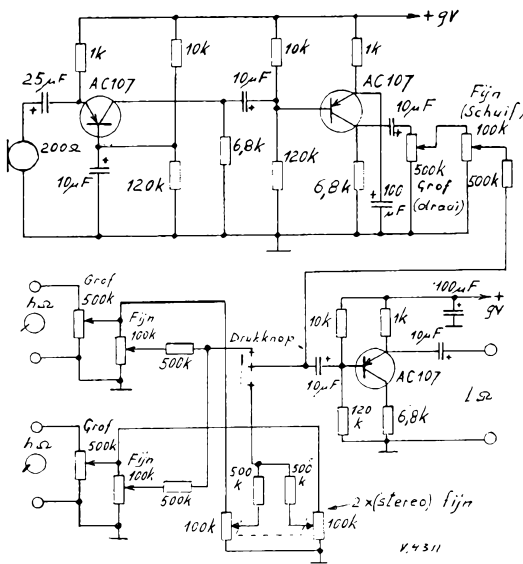 +9V
1k
10k
10k
1k
25µF
AC107
10µF
AC107
Fijn
(Schuif)
100k
10µF
+
+
+
200Ω
10µF
+
120k
6,8k
120k
6,8k
+
100
µF
500k
Grof
(draai)
500k
Grof
500k
hΩ
Fijn
100k
500k
Drukknop
10k
1k
100µF
+
+
9V
10µF
+
10µF
+
AC107
120
k
6,8k
lΩ
Grof
500k
hΩ
Fijn
100k
500k
500
k
500
k
100k
100k
2x(stereo) fijn
V.4311